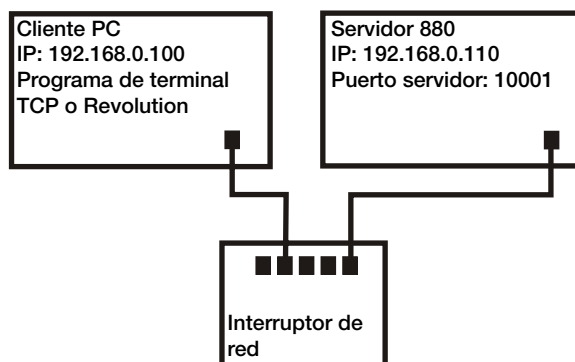 Cliente PC
IP: 192.168.0.100
Programa de terminal
TCP o Revolution
Servidor 880
IP: 192.168.0.110
Puerto servidor: 10001
Interruptor de
red